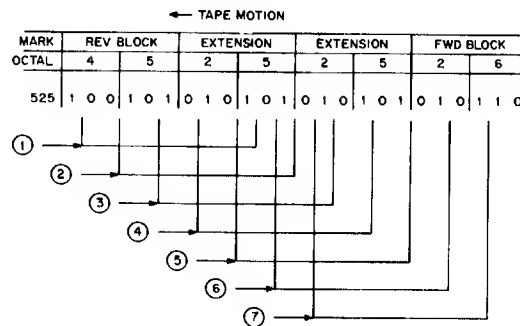 ← TAPE MOTION
MARK REV BLOCK EXTENSION EXTENSION FWD BLOCK
OCTAL 4 5 2 5 2 5 2 6
525 1 0 0 1 0 1 0 1 0 1 0 1 0 1 0 1 0 1 0 1 0 1 1 0
1
2
3
4
5
6
7